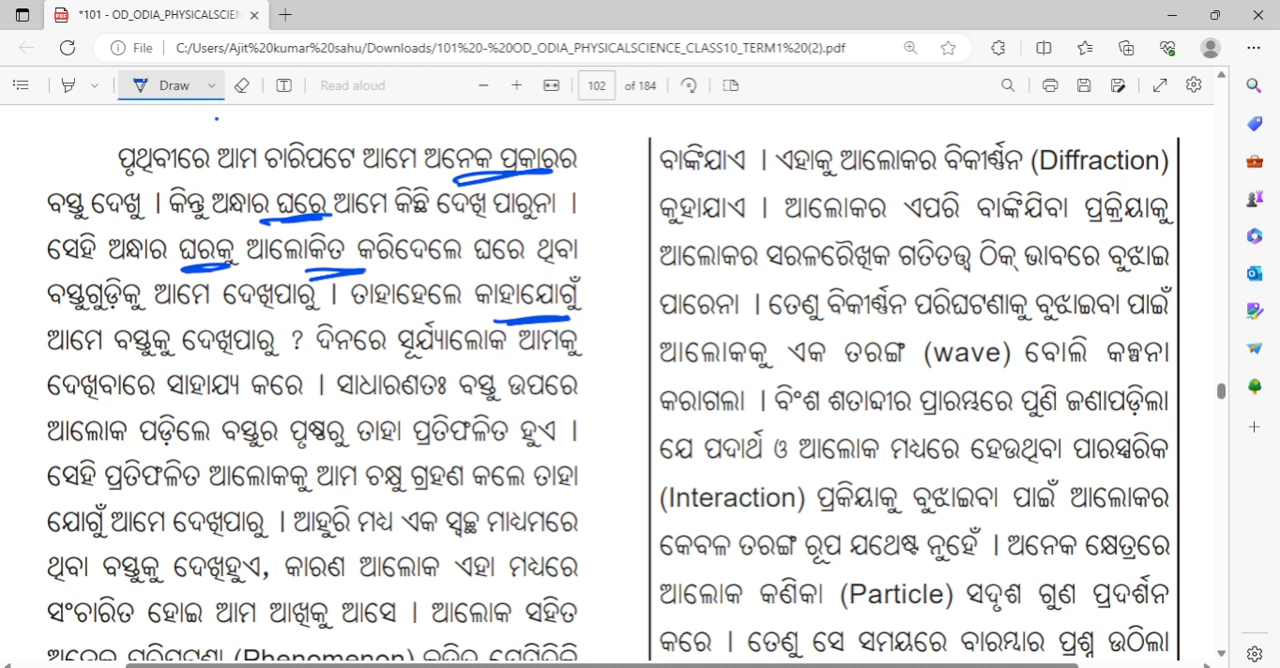 *101 - OD_ODIA_PHYSICALSCIEN
File C:/Users/Ajit%20kumar%20sahu/Downloads/101%20-%20OD_ODIA_PHYSICALSCIENCE_CLASS10_TERM1%20(2).pdf
Draw Read aloud 102 of 184
ପୃଥିବୀରେ ଆମ ଚାରିପଟେ ଆମେ ଅନେକ ପ୍ରକାରର
ବସ୍ତୁ ଦେଖୁ । କିନ୍ତୁ ଅନ୍ଧାର ଘରେ ଆମେ କିଛି ଦେଖି ପାରୁନା ।
ସେହି ଅନ୍ଧାର ଘରକୁ ଆଲୋକିତ କରିଦେଲେ ଘରେ ଥିବା
ବସ୍ତୁଗୁଡ଼ିକୁ ଆମେ ଦେଖିପାରୁ । ତାହାହେଲେ କାହାଯୋଗୁଁ
ଆମେ ବସ୍ତୁକୁ ଦେଖିପାରୁ ? ଦିନରେ ସୂର୍ଯ୍ୟାଲୋକ ଆମକୁ
ଦେଖିବାରେ ସାହାଯ୍ୟ କରେ । ସାଧାରଣତଃ ବସ୍ତୁ ଉପରେ
ଆଲୋକ ପଡ଼ିଲେ ବସ୍ତୁର ପୃଷ୍ଠରୁ ତାହା ପ୍ରତିଫଳିତ ହୁଏ ।
ସେହି ପ୍ରତିଫଳିତ ଆଲୋକକୁ ଆମ ଚକ୍ଷୁ ଗ୍ରହଣ କଲେ ତାହା
ଯୋଗୁଁ ଆମେ ଦେଖିପାରୁ । ଆହୁରି ମଧ୍ୟ ଏକ ସ୍ୱଚ୍ଛ ମାଧ୍ୟମରେ
ଥିବା ବସ୍ତୁକୁ ଦେଖିହୁଏ, କାରଣ ଆଲୋକ ଏହା ମଧ୍ୟରେ
ସଂଚାରିତ ହୋଇ ଆମ ଆଖିକୁ ଆସେ । ଆଲୋକ ସହିତ
ଅନେକ ପରିଘଟଣା (Phenomenon) ଜଡ଼ିତ
ବାଙ୍କିଯାଏ । ଏହାକୁ ଆଲୋକର ବିକୀର୍ଣ୍ଣନ (Diffraction)
କୁହାଯାଏ । ଆଲୋକର ଏପରି ବାଙ୍କିଯିବା ପ୍ରକ୍ରିୟାକୁ
ଆଲୋକର ସରଳରୈଖିକ ଗତିତତ୍ତ୍ୱ ଠିକ୍ ଭାବରେ ବୁଝାଇ
ପାରେନା । ତେଣୁ ବିକୀର୍ଣ୍ଣନ ପରିଘଟଣାକୁ ବୁଝାଇବା ପାଇଁ
ଆଲୋକକୁ ଏକ ତରଙ୍ଗ (wave) ବୋଲି କଳ୍ପନା
କରାଗଲା । ବିଂଶ ଶତାବ୍ଦୀର ପ୍ରାରମ୍ଭରେ ପୁଣି ଜଣାପଡ଼ିଲା
ଯେ ପଦାର୍ଥ ଓ ଆଲୋକ ମଧ୍ୟରେ ହେଉଥିବା ପାରସ୍ପରିକ
(Interaction) ପ୍ରକିୟାକୁ ବୁଝାଇବା ପାଇଁ ଆଲୋକର
କେବଳ ତରଙ୍ଗ ରୂପ ଯଥେଷ୍ଟ ନୁହେଁ । ଅନେକ କ୍ଷେତ୍ରରେ
ଆଲୋକ କଣିକା (Particle) ସଦୃଶ ଗୁଣ ପ୍ରଦର୍ଶନ
କରେ । ତେଣୁ ସେ ସମୟରେ ବାରମ୍ବାର ପ୍ରଶ୍ନ ଉଠିଲା